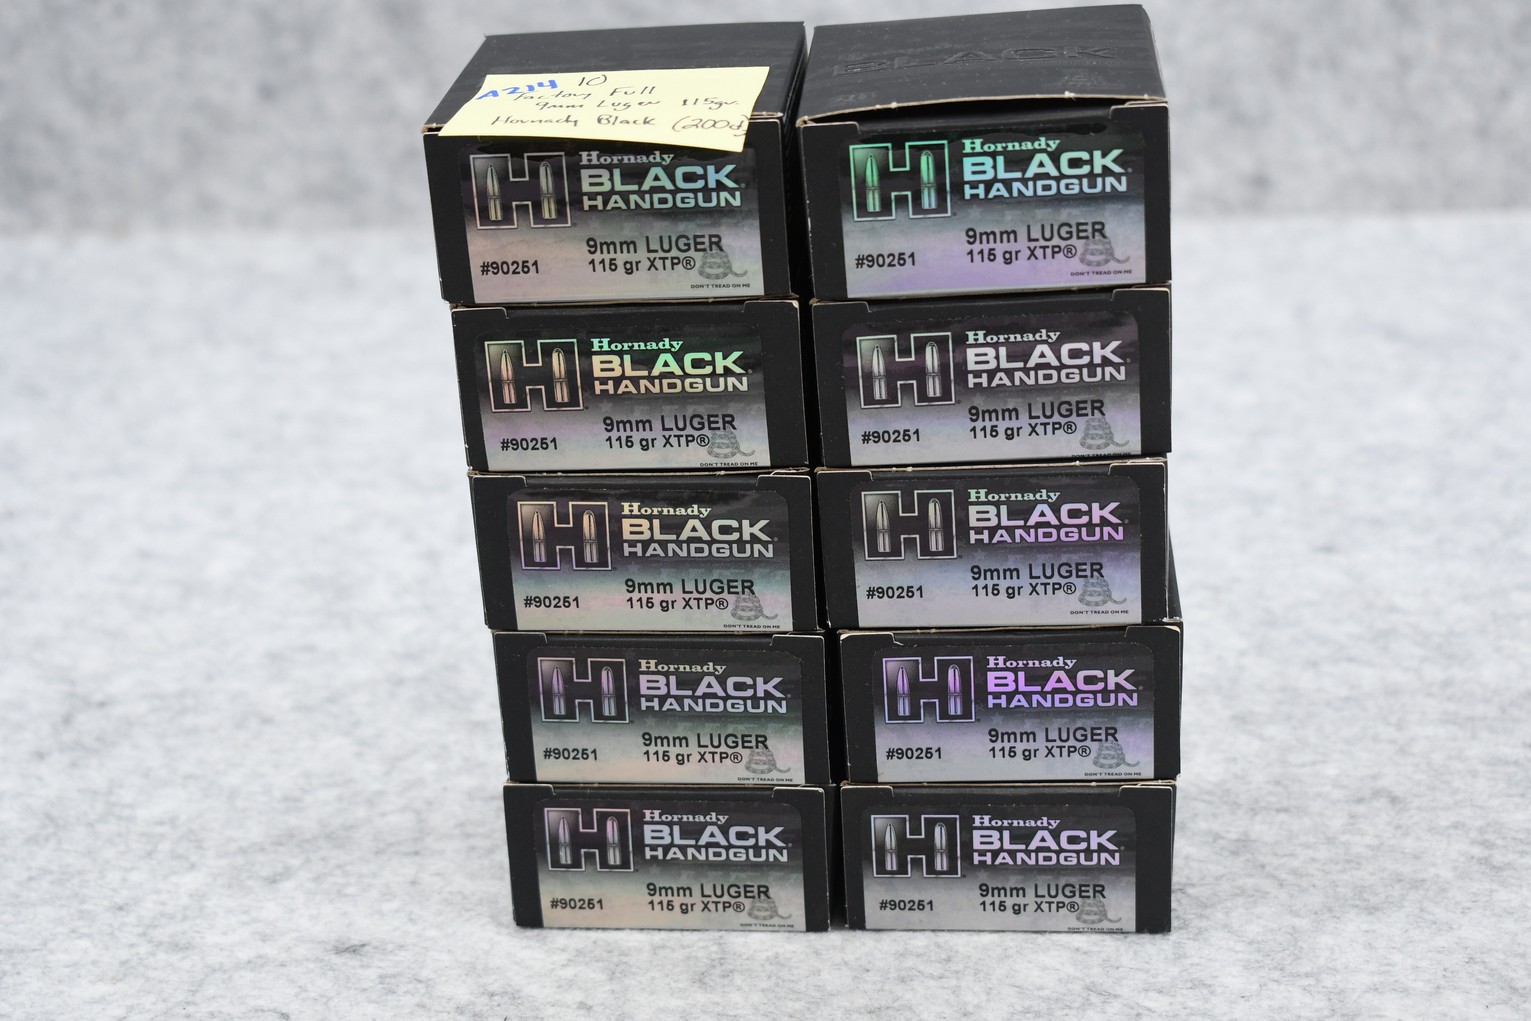 A214 10
Factory Full
9mm Luger 115gr.
Hornady Black (200ct)
Hornady
BLACK
HANDGUN
9mm LUGER
#90251 115 gr XTP®
DON'T TREAD ON ME
BLACK
Hornady
BLACK
HANDGUN
9mm LUGER
#90251 115 gr XTP®
DON'T TREAD ON ME
Hornady
BLACK
HANDGUN
9mm LUGER
#90251 115 gr XTP®
DON'T TREAD ON ME
Hornady
BLACK
HANDGUN
9mm LUGER
#90251 115 gr XTP®
DON'T TREAD ON ME
Hornady
BLACK
HANDGUN
9mm LUGER
#90251 115 gr XTP®
DON'T TREAD ON ME
Hornady
BLACK
HANDGUN
9mm LUGER
#90251 115 gr XTP®
DON'T TREAD ON ME
Hornady
BLACK
HANDGUN
9mm LUGER
#90251 115 gr XTP®
DON'T TREAD ON ME
Hornady
BLACK
HANDGUN
9mm LUGER
#90251 115 gr XTP®
DON'T TREAD ON ME
Hornady
BLACK
HANDGUN
9mm LUGER
#90251 115 gr XTP®
DON'T TREAD ON ME
Hornady
BLACK
HANDGUN
9mm LUGER
#90251 115 gr XTP®
DON'T TREAD ON ME